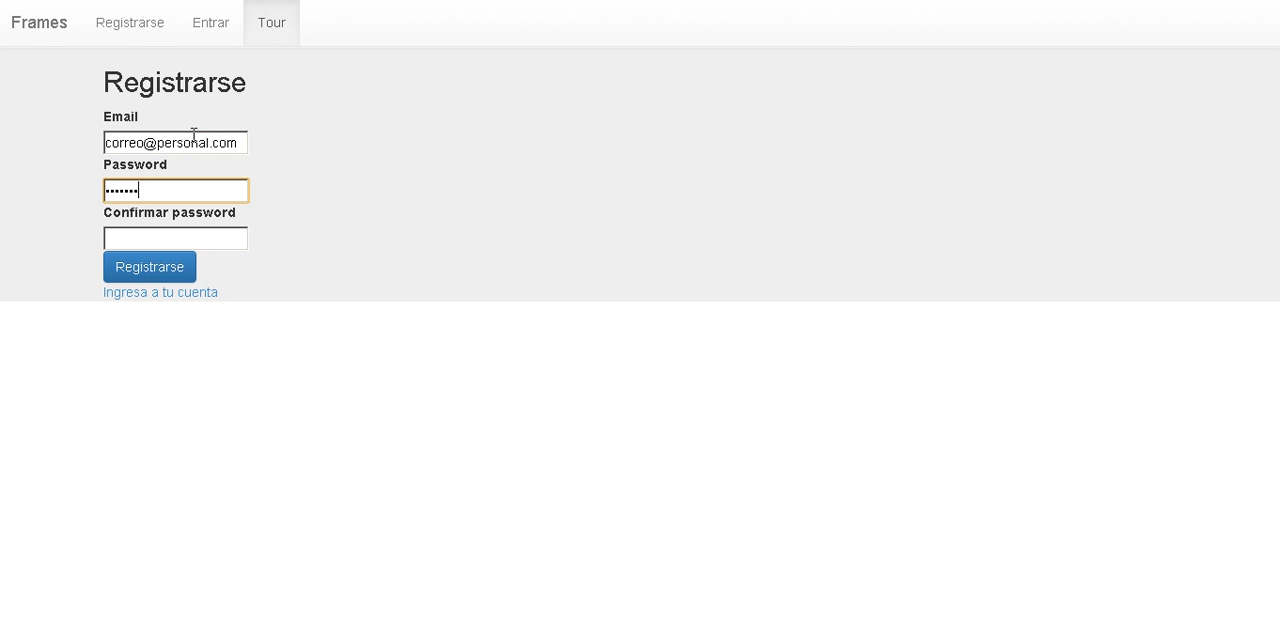 Frames Registrarse Entrar Tour
Registrarse
Email
correo@personal.com
Password
•••••••
Confirmar password
Registrarse
Ingresa a tu cuenta